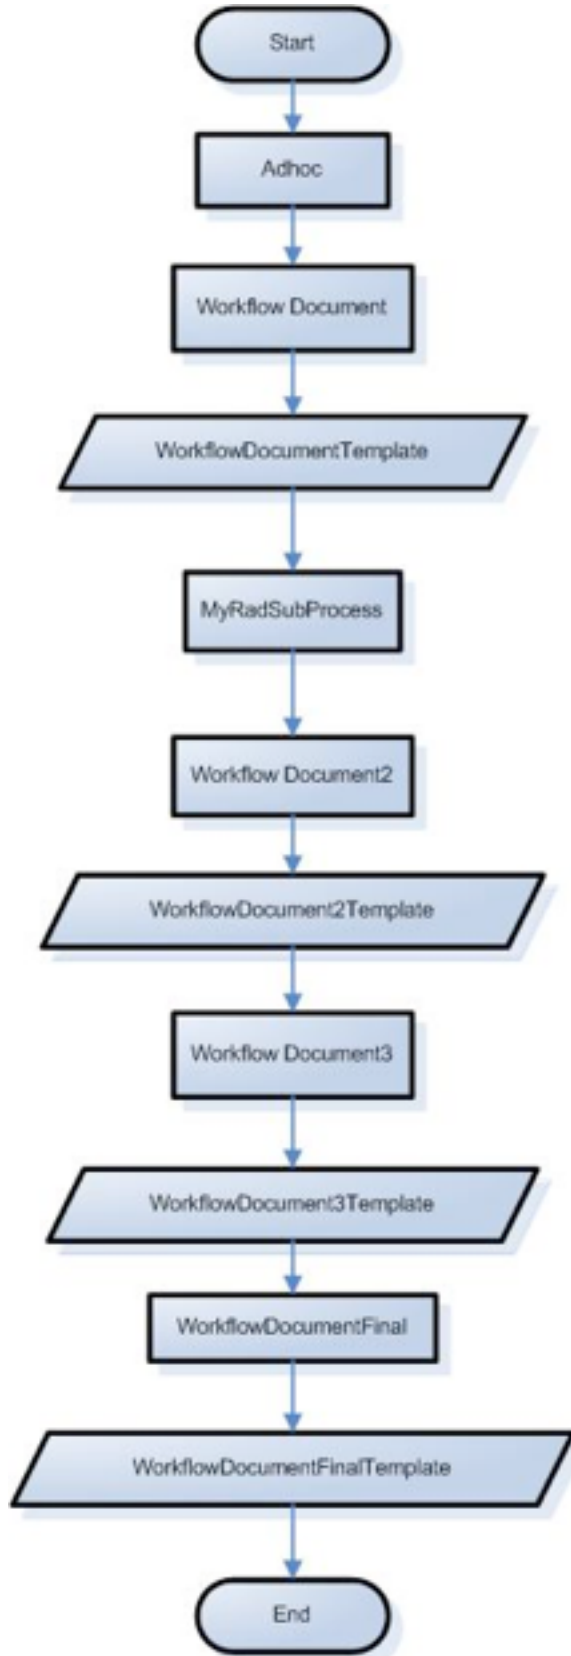 Start
Adhoc
Workflow Document
WorkflowDocumentTemplate
MyRadSubProcess
Workflow Document2
WorkflowDocument2Template
Workflow Document3
WorkflowDocument3Template
WorkflowDocumentFinal
WorkflowDocumentFinalTemplate
End